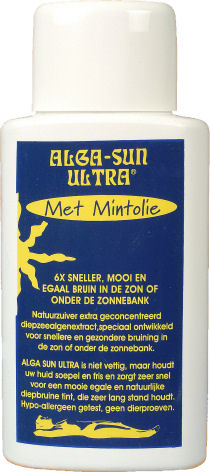 ALGA-SUN
ULTRA®
Met Mintolie
6X SNELLER, MOOI EN
EGAAL BRUIN IN DE ZON OF
ONDER DE ZONNEBANK
Natuurzuiver extra geconcentreerd
diepzeealgenextract, speciaal ontwikkeld
voor snellere en gezondere bruining in
de zon of onder de zonnebank.
ALGA SUN ULTRA is niet vettig, maar houdt
uw huid soepel en fris en zorgt zeer snel
voor een mooie egale en natuurlijke
diepbruine tint, die zeer lang stand houdt.
Hypo-allergeen getest, geen dierproeven.